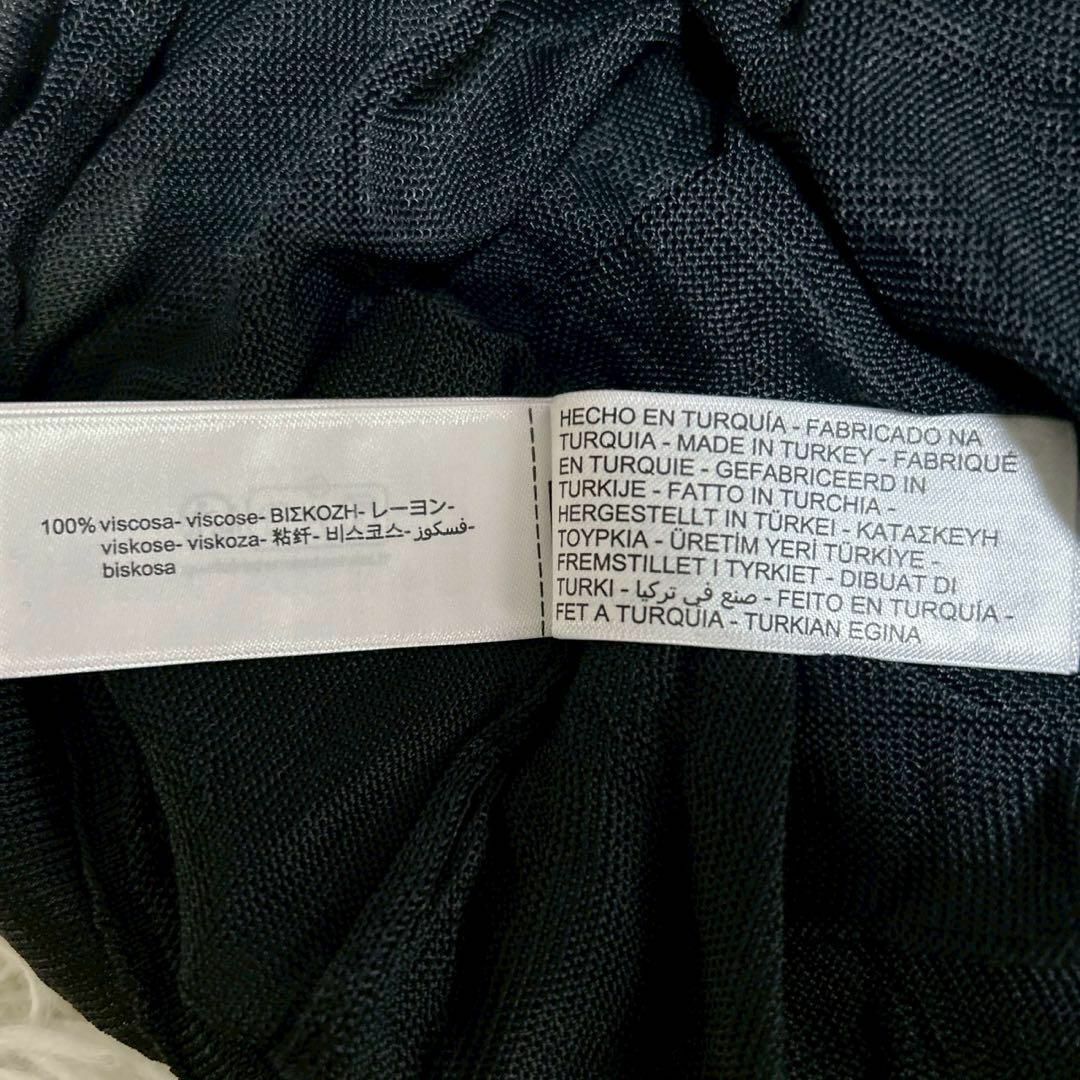 100% viscosa- viscose- ΒΙΣΚΟΖΗ- レーヨン-
viskose- viskoza- 粘纤- 비스코스- فسكوز-
biskosa
HECHO EN TURQUÍA - FABRICADO NA
TURQUIA - MADE IN TURKEY - FABRIQUÉ
EN TURQUIE - GEFABRICEERD IN
TURKIJE - FATTO IN TURCHIA -
HERGESTELLT IN TÜRKEI - ΚΑΤΑΣΚΕΥΗ
ΤΟΥΡΚΙΑ - ÜRETİM YERİ TÜRKİYE -
FREMSTILLET I TYRKIET - DIBUAT DI
TURKI - صنع في تركيا - FEITO EN TURQUÍA -
FET A TURQUIA - TURKIAN EGINA